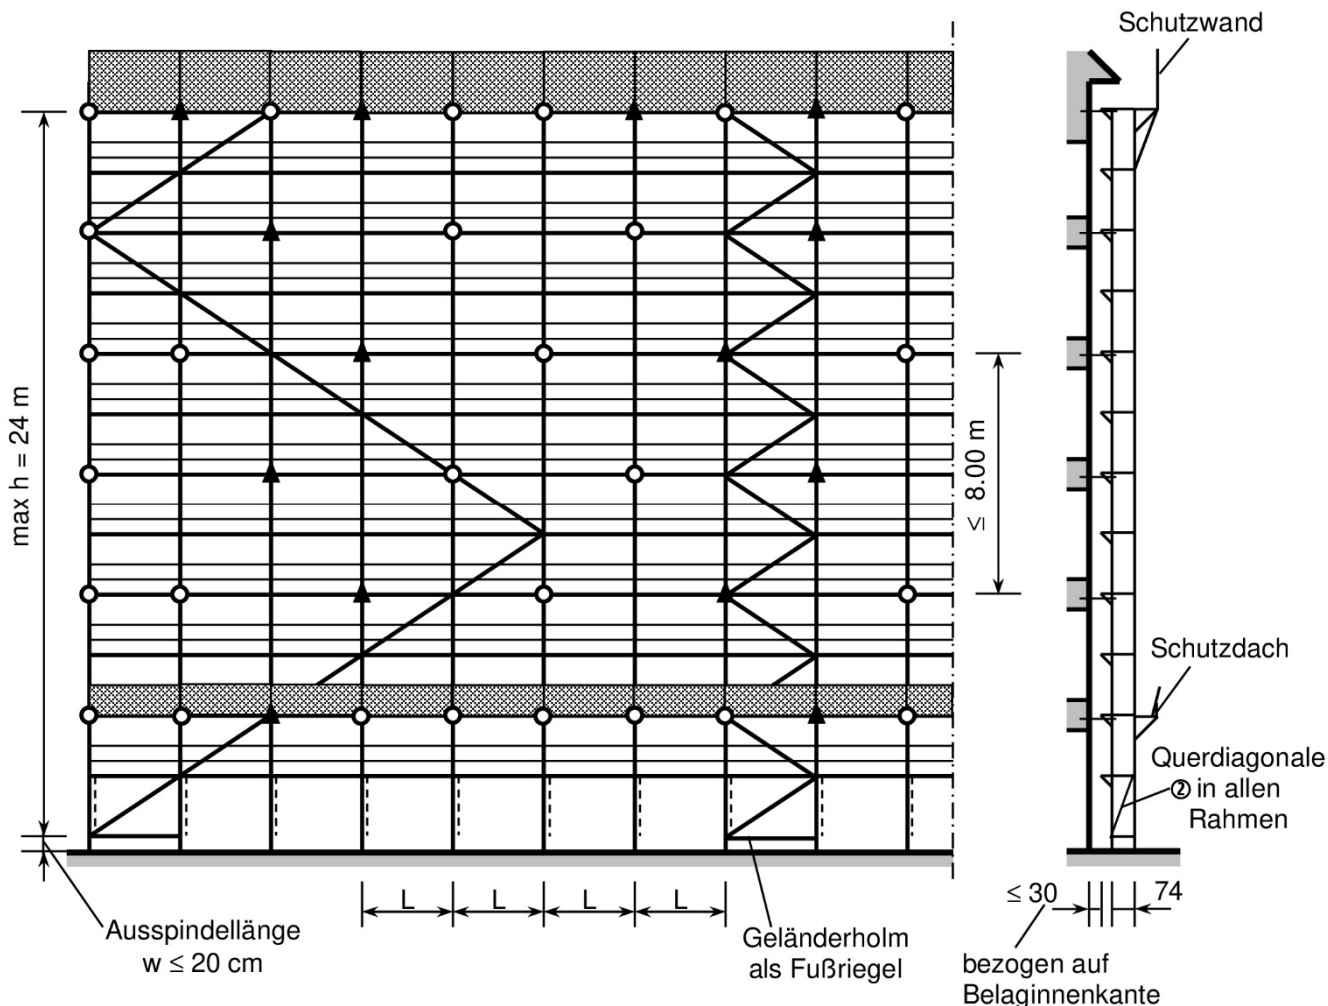 Schutzwand
max h = 24 m
≤ 8.00 m
Schutzdach
Querdiagonale
② in allen
Rahmen
L L L L
≤ 30 74
Ausspindellänge
w ≤ 20 cm
Geländerholm
als Fußriegel
bezogen auf
Belaginnenkante